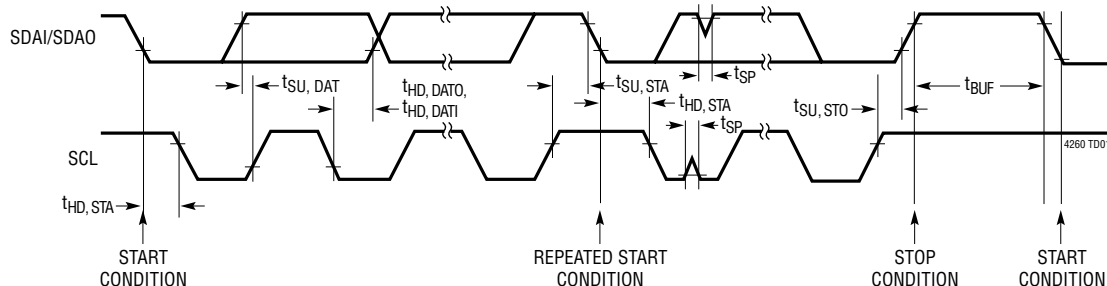 SDAI/SDAO
tSU, DAT
tHD, DATO,
tHD, DATI
tSU, STA
tHD, STA
tSP
tSP
tSU, STO
tBUF
SCL
4260 TD01
tHD, STA
START
CONDITION
REPEATED START
CONDITION
STOP
CONDITION
START
CONDITION